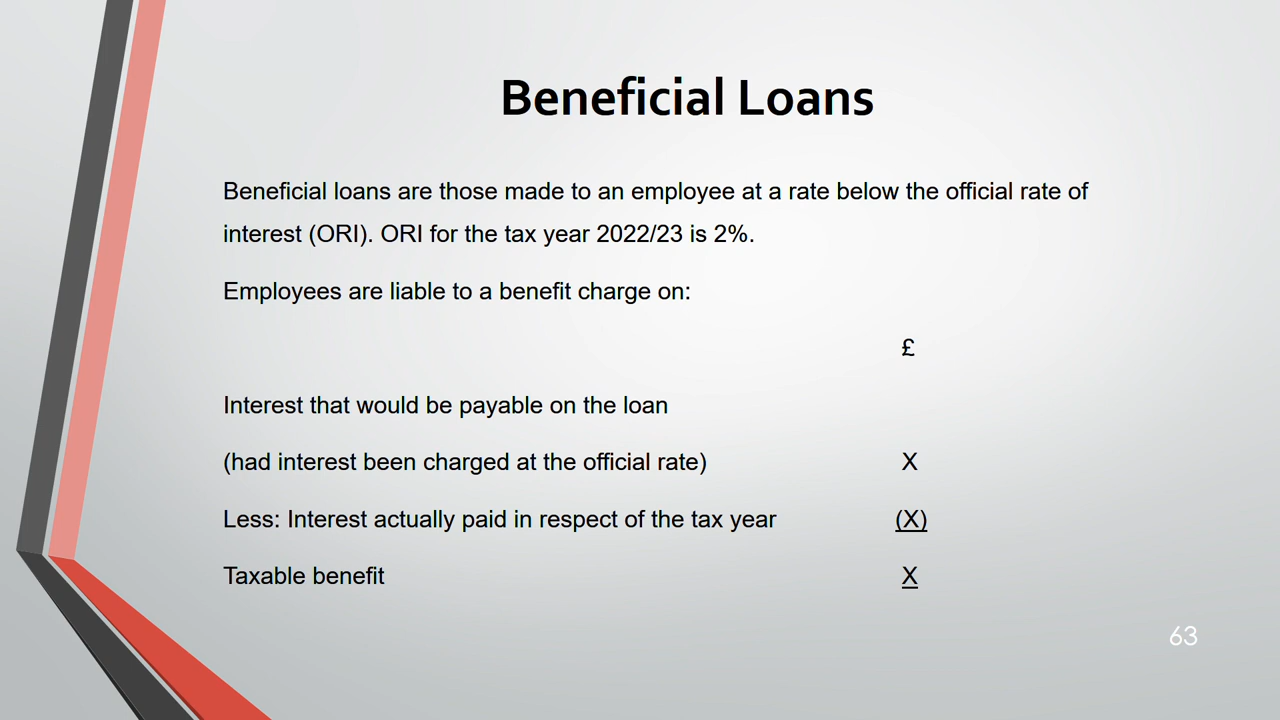 Beneficial Loans
Beneficial loans are those made to an employee at a rate below the official rate of
interest (ORI). ORI for the tax year 2022/23 is 2%.
Employees are liable to a benefit charge on:
£
Interest that would be payable on the loan
(had interest been charged at the official rate) X
Less: Interest actually paid in respect of the tax year (X)
Taxable benefit X
63